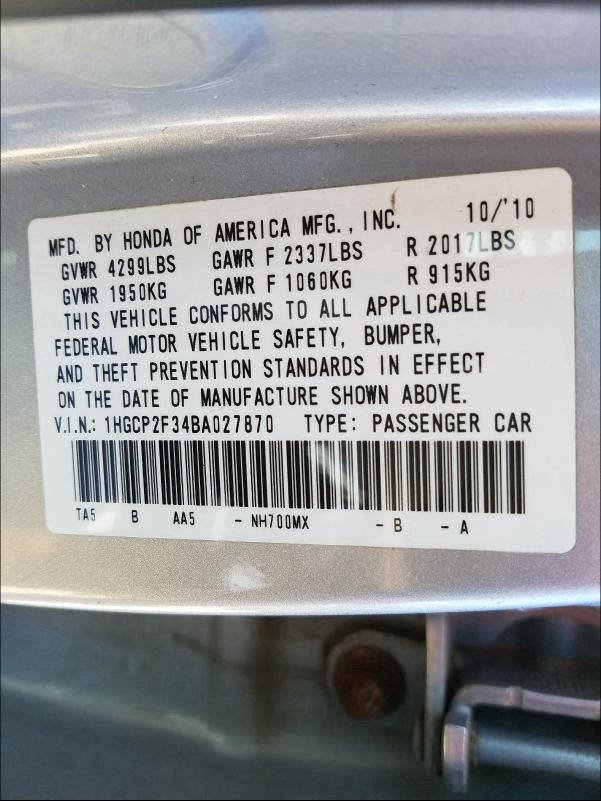 MFD. BY HONDA OF AMERICA MFG., INC. 10/'10
GVWR 4299LBS GAWR F 2337LBS R 2017LBS
GVWR 1950KG GAWR F 1060KG R 915KG
THIS VEHICLE CONFORMS TO ALL APPLICABLE
FEDERAL MOTOR VEHICLE SAFETY, BUMPER,
AND THEFT PREVENTION STANDARDS IN EFFECT
ON THE DATE OF MANUFACTURE SHOWN ABOVE.
V.I.N.: 1HGCP2F34BA027870 TYPE: PASSENGER CAR
TA5 B AA5 - NH700MX - B - A